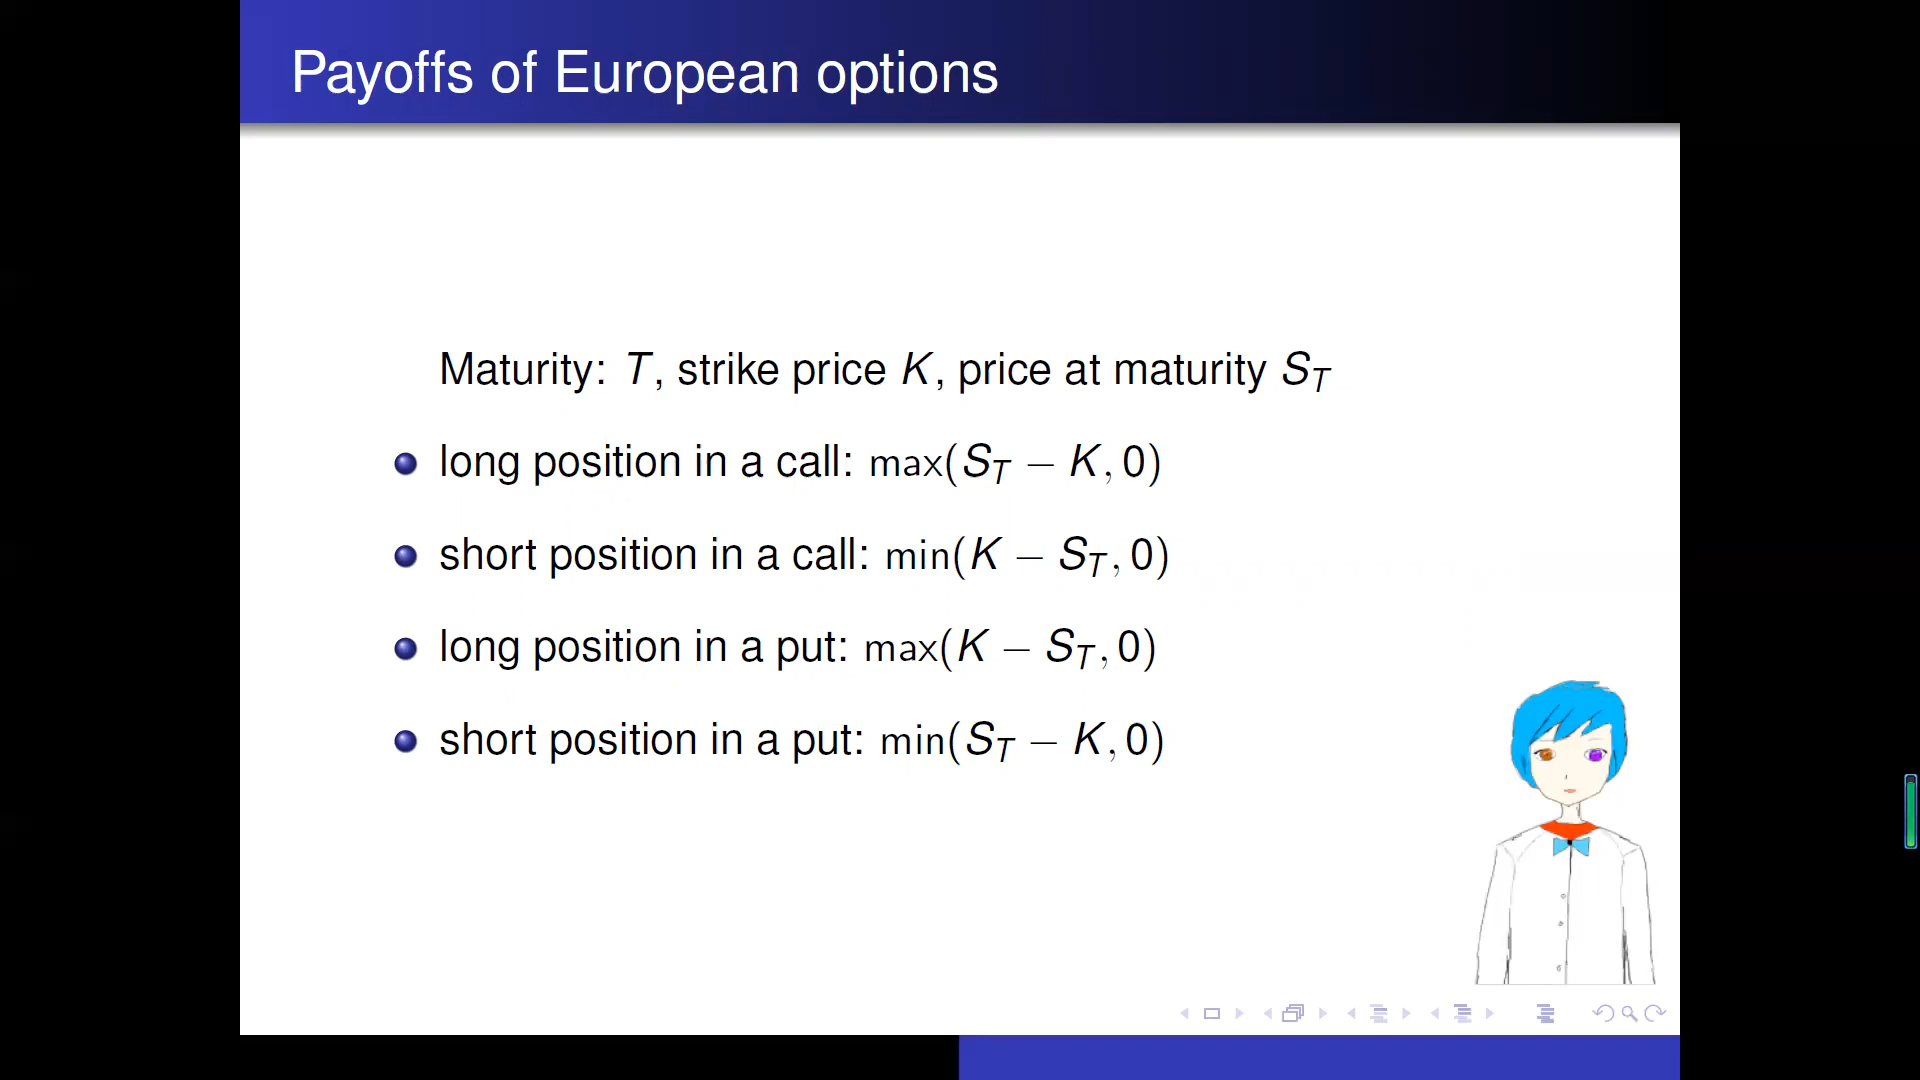 Payoffs of European options
Maturity: T, strike price K, price at maturity S_T
long position in a call: max(S_T − K, 0)
short position in a call: min(K − S_T, 0)
long position in a put: max(K − S_T, 0)
short position in a put: min(S_T − K, 0)